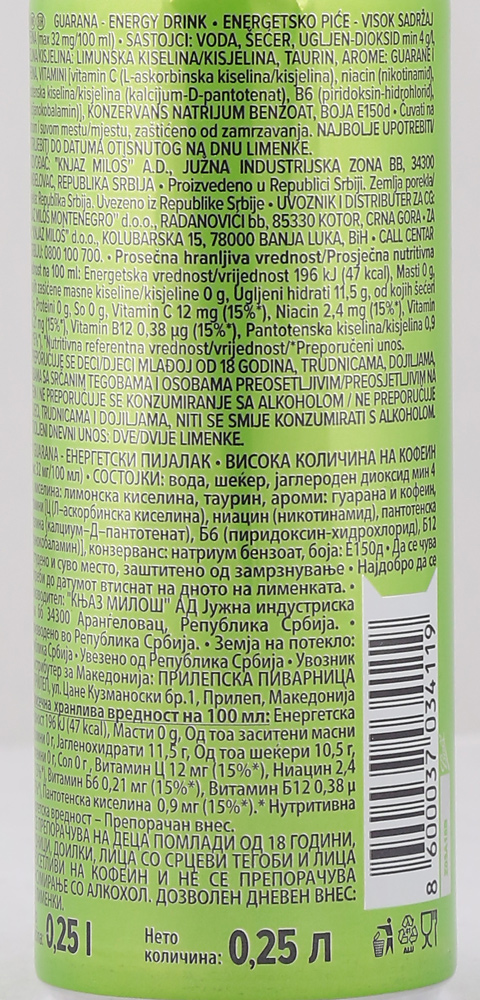 GUARANA - ENERGY DRINK • ENERGETSKO PIĆE - VISOK SADRŽAJ
(max 32 mg/100 ml) • SASTOJCI: VODA, ŠEĆER, UGLJEN-DIOKSID min 4 g/l,
KISELINA/KISJELINA: LIMUNSKA KISELINA/KISJELINA, TAURIN, AROME: GUARANE I
VITAMINI [vitamin C (L-askorbinska kiselina/kisjelina), niacin (nikotinamid),
kiselina/kisjelina (kalcijum-D-pantotenat), B6 (piridoksin-hidrohlorid),
KONZERVANS NATRIJUM BENZOAT, BOJA E150d • Čuvati na
i suvom mestu/mjestu, zaštićeno od zamrzavanja. NAJBOLJE UPOTREBITI/
DO DATUMA OTISNUTOG NA DNU LIMENKE.
"KNJAZ MILOŠ" A.D., JUŽNA INDUSTRIJSKA ZONA BB, 34300
REPUBLIKA SRBIJA • Proizvedeno u Republici Srbiji. Zemlja porekla/
Republika Srbija. Uvezeno iz Republike Srbije • UVOZNIK I DISTRIBUTER ZA CG:
MILOŠ MONTENEGRO" d.o.o., RADANOVIĆI bb, 85330 KOTOR, CRNA GORA • ZA
MILOŠ" d.o.o., KOLUBARSKA 15, 78000 BANJA LUKA, BiH • CALL CENTAR
0800 100 700. • Prosečna hranljiva vrednost/Prosječna nutritivna
na 100 ml: Energetska vrednost/vrijednost 196 kJ (47 kcal), Masti 0 g,
zasićene masne kiseline/kisjeline 0 g, Ugljeni hidrati 11,5 g, od kojih šećeri
Proteini 0 g, So 0 g, Vitamin C 12 mg (15%*), Niacin 2,4 mg (15%*), Vitamin
mg (15%*), Vitamin B12 0,38 µg (15%*), Pantotenska kiselina/kisjelina 0,9
*Nutritivna referentna vrednost/vrijednost/*Preporučeni unos.
SE DECI/DJECI MLAĐOJ OD 18 GODINA, TRUDNICAMA, DOJILJAMA,
SA SRČANIM TEGOBAMA I OSOBAMA PREOSETLJIVIM/PREOSJETLJIVIM NA
NE PREPORUČUJE SE KONZUMIRANJE SA ALKOHOLOM / NE PREPORUČUJE
TRUDNICAMA I DOJILJAMA, NITI SE SMIJE KONZUMIRATI S ALKOHOLOM.
DNEVNI UNOS: DVE/DVIJE LIMENKE.
GUARANA - ЕНЕРГЕТСКИ ПИЈАЛАК • ВИСОКА КОЛИЧИНА НА КОФЕИН
32 мг/100 мл) • СОСТОЈКИ: вода, шеќер, јаглероден диоксид мин 4
киселина: лимонска киселина, таурин, ароми: гуарана и кофеин,
[Ц (Л-аскорбинска киселина), ниацин (никотинамид), пантотенска
(калциум-Д-пантотенат), Б6 (пиридоксин-хидрохлорид), Б12
конзерванс: натриум бензоат, боја: Е150д • Да се чува
и суво место, заштитено од замрзнување • Најдобро да се
до датумот втиснат на дното на лименката. •
"КЊАЗ МИЛОШ" АД Јужна индустриска
бб 34300 Аранѓеловац, Република Србија. •
во Република Србија. • Земја на потекло:
Србија • Увезено од Република Србија • Увозник
за Македонија: ПРИЛЕПСКА ПИВАРНИЦА
ул. Цане Кузманоски бр.1, Прилеп, Македонија
хранлива вредност на 100 мл: Енергетска
196 kJ (47 kcal), Масти 0 g, Од тоа заситени масни
0 г, Јагленохидрати 11,5 г, Од тоа шеќери 10,5 г,
0 г, Сол 0 г, Витамин Ц 12 мг (15%*), Ниацин 2,4
Витамин Б6 0,21 мг (15%*), Витамин Б12 0,38 µ
Пантотенска киселина 0,9 мг (15%*).* Нутритивна
вредност – Препорачан внес.
НА ДЕЦА ПОМЛАДИ ОД 18 ГОДИНИ,
ДОИЛКИ, ЛИЦА СО СРЦЕВИ ТЕГОБИ И ЛИЦА
НА КОФЕИН И НЕ СЕ ПРЕПОРАЧУВА
СО АЛКОХОЛ. ДОЗВОЛЕН ДНЕВЕН ВНЕС:
0,25 l
Нето количина: 0,25 л
8 600037 034119
41
ALU